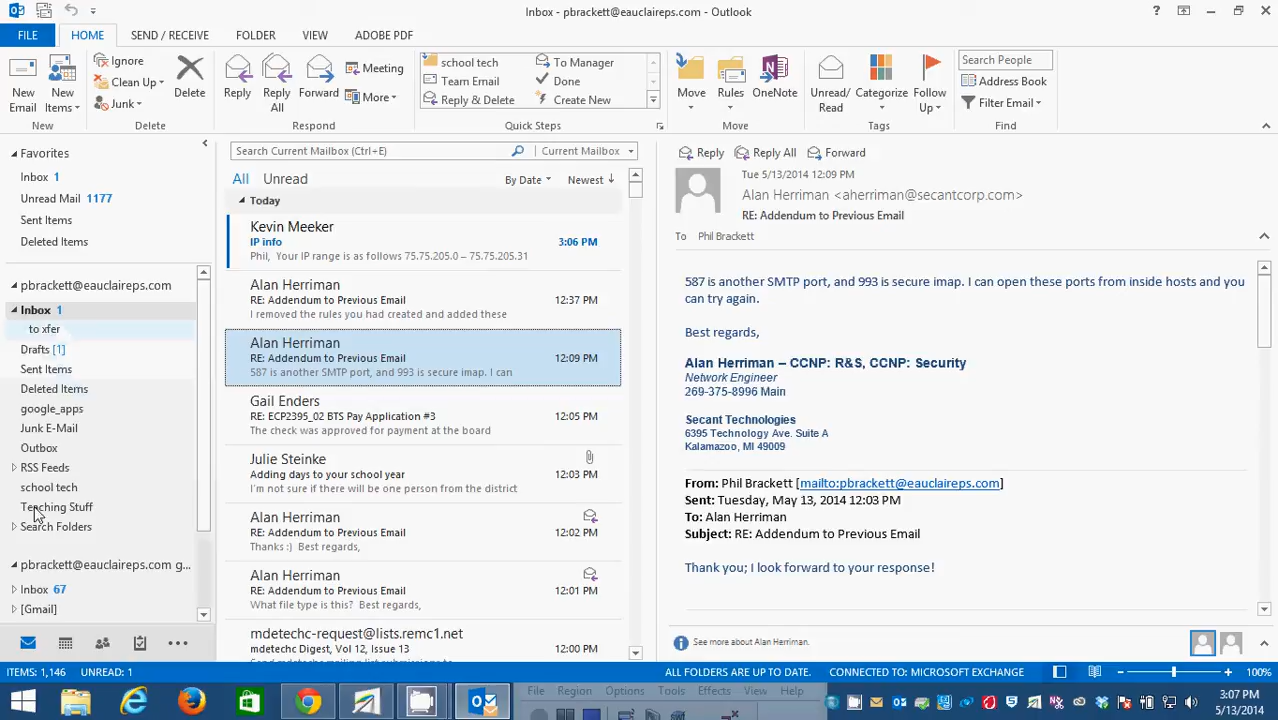 Inbox - pbrackett@eauclaireps.com - Outlook
?
FILE HOME SEND / RECEIVE FOLDER VIEW ADOBE PDF
New Email
New Items
Ignore
Clean Up
Junk
Delete
Reply
Reply All
Forward
Meeting
More
school tech
Team Email
Reply & Delete
To Manager
Done
Create New
Move
Rules
OneNote
Unread/ Read
Categorize
Follow Up
Search People
Address Book
Filter Email
New Delete Respond Quick Steps Move Tags Find
Favorites
Inbox 1
Unread Mail 1177
Sent Items
Deleted Items
pbrackett@eauclaireps.com
Inbox 1
to xfer
Drafts [1]
Sent Items
Deleted Items
google_apps
Junk E-Mail
Outbox
RSS Feeds
school tech
Teaching Stuff
Search Folders
pbrackett@eauclaireps.com g...
Inbox 67
[Gmail]
Search Current Mailbox (Ctrl+E) Current Mailbox
All Unread By Date Newest
Today
Kevin Meeker
IP info 3:06 PM
Phil, Your IP range is as follows 75.75.205.0 – 75.75.205.31
Alan Herriman
RE: Addendum to Previous Email 12:37 PM
I removed the rules you had created and added these
Alan Herriman
RE: Addendum to Previous Email 12:09 PM
587 is another SMTP port, and 993 is secure imap. I can
Gail Enders
RE: ECP2395_02 BTS Pay Application #3 12:05 PM
The check was approved for payment at the board
Julie Steinke
Adding days to your school year 12:03 PM
I'm not sure if there will be one person from the district
Alan Herriman
RE: Addendum to Previous Email 12:02 PM
Thanks :) Best regards,
Alan Herriman
RE: Addendum to Previous Email 12:01 PM
What file type is this? Best regards,
mdetechc-request@lists.remc1.net
mdetechc Digest, Vol 12, Issue 13 12:00 PM
Send mdetechc mailing list submissions to
Reply Reply All Forward
Tue 5/13/2014 12:09 PM
Alan Herriman <aherriman@secantcorp.com>
RE: Addendum to Previous Email
To Phil Brackett
587 is another SMTP port, and 993 is secure imap. I can open these ports from inside hosts and you
can try again.
Best regards,
Alan Herriman – CCNP: R&S, CCNP: Security
Network Engineer
269-375-8996 Main
Secant Technologies
6395 Technology Ave. Suite A
Kalamazoo, MI 49009
From: Phil Brackett [mailto:pbrackett@eauclaireps.com]
Sent: Tuesday, May 13, 2014 12:03 PM
To: Alan Herriman
Subject: RE: Addendum to Previous Email
Thank you; I look forward to your response!
See more about Alan Herriman.
ITEMS: 1,146 UNREAD: 1 ALL FOLDERS ARE UP TO DATE. CONNECTED TO: MICROSOFT EXCHANGE 100%
File Region Options Tools Effects View Help
3:07 PM
5/13/2014